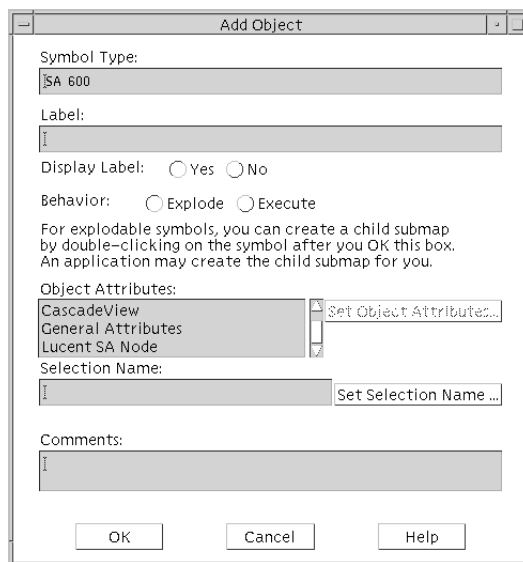 Add Object
Symbol Type:
SA 600
Label:
Display Label: Yes No
Behavior: Explode Execute
For explodable symbols, you can create a child submap
by double-clicking on the symbol after you OK this box.
An application may create the child submap for you.
Object Attributes:
CascadeView
General Attributes
Lucent SA Node
Set Object Attributes...
Selection Name:
Set Selection Name ...
Comments:
OK Cancel Help